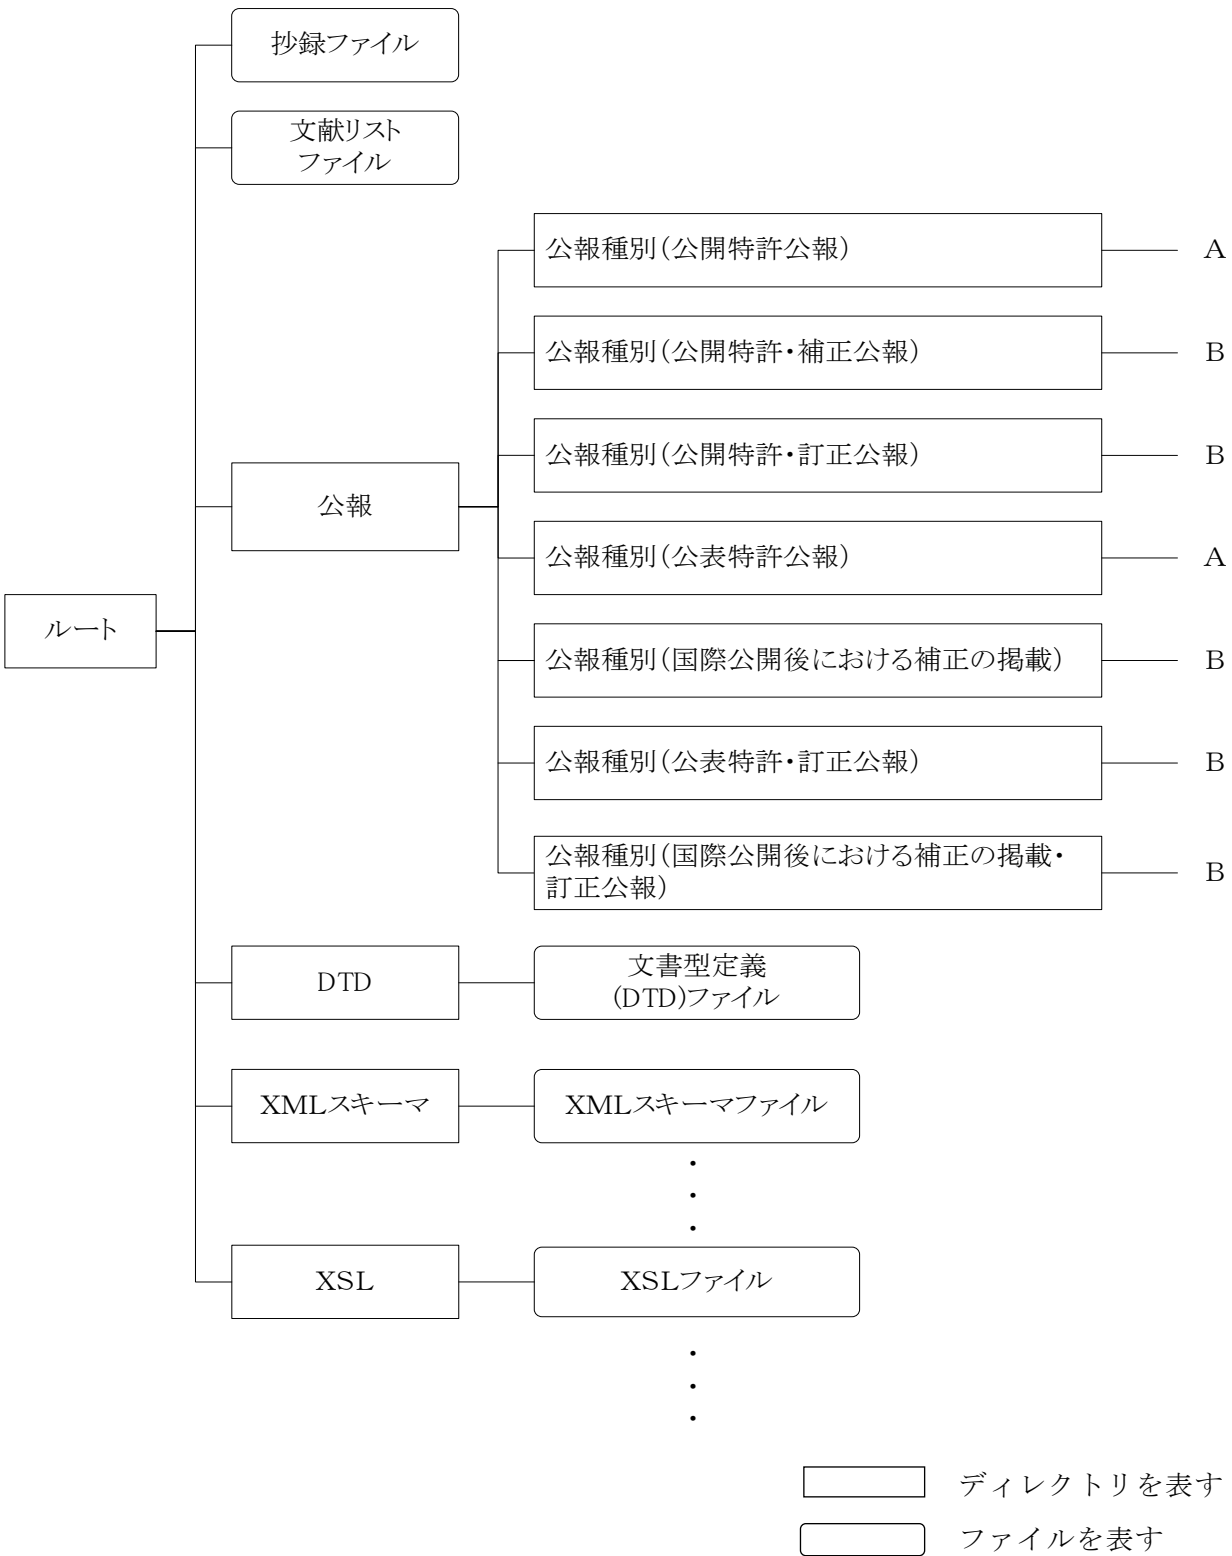 抄録ファイル
文献リスト
ファイル
公報種別(公開特許公報)
A
公報種別(公開特許・補正公報)
B
公報種別(公開特許・訂正公報)
B
公報
公報種別(公表特許公報)
A
ルート
公報種別(国際公開後における補正の掲載)
B
公報種別(公表特許・訂正公報)
B
公報種別(国際公開後における補正の掲載・
訂正公報)
B
DTD
文書型定義
(DTD)ファイル
XMLスキーマ
XMLスキーマファイル
・
・
・
XSL
XSLファイル
・
・
・
ディレクトリを表す
ファイルを表す